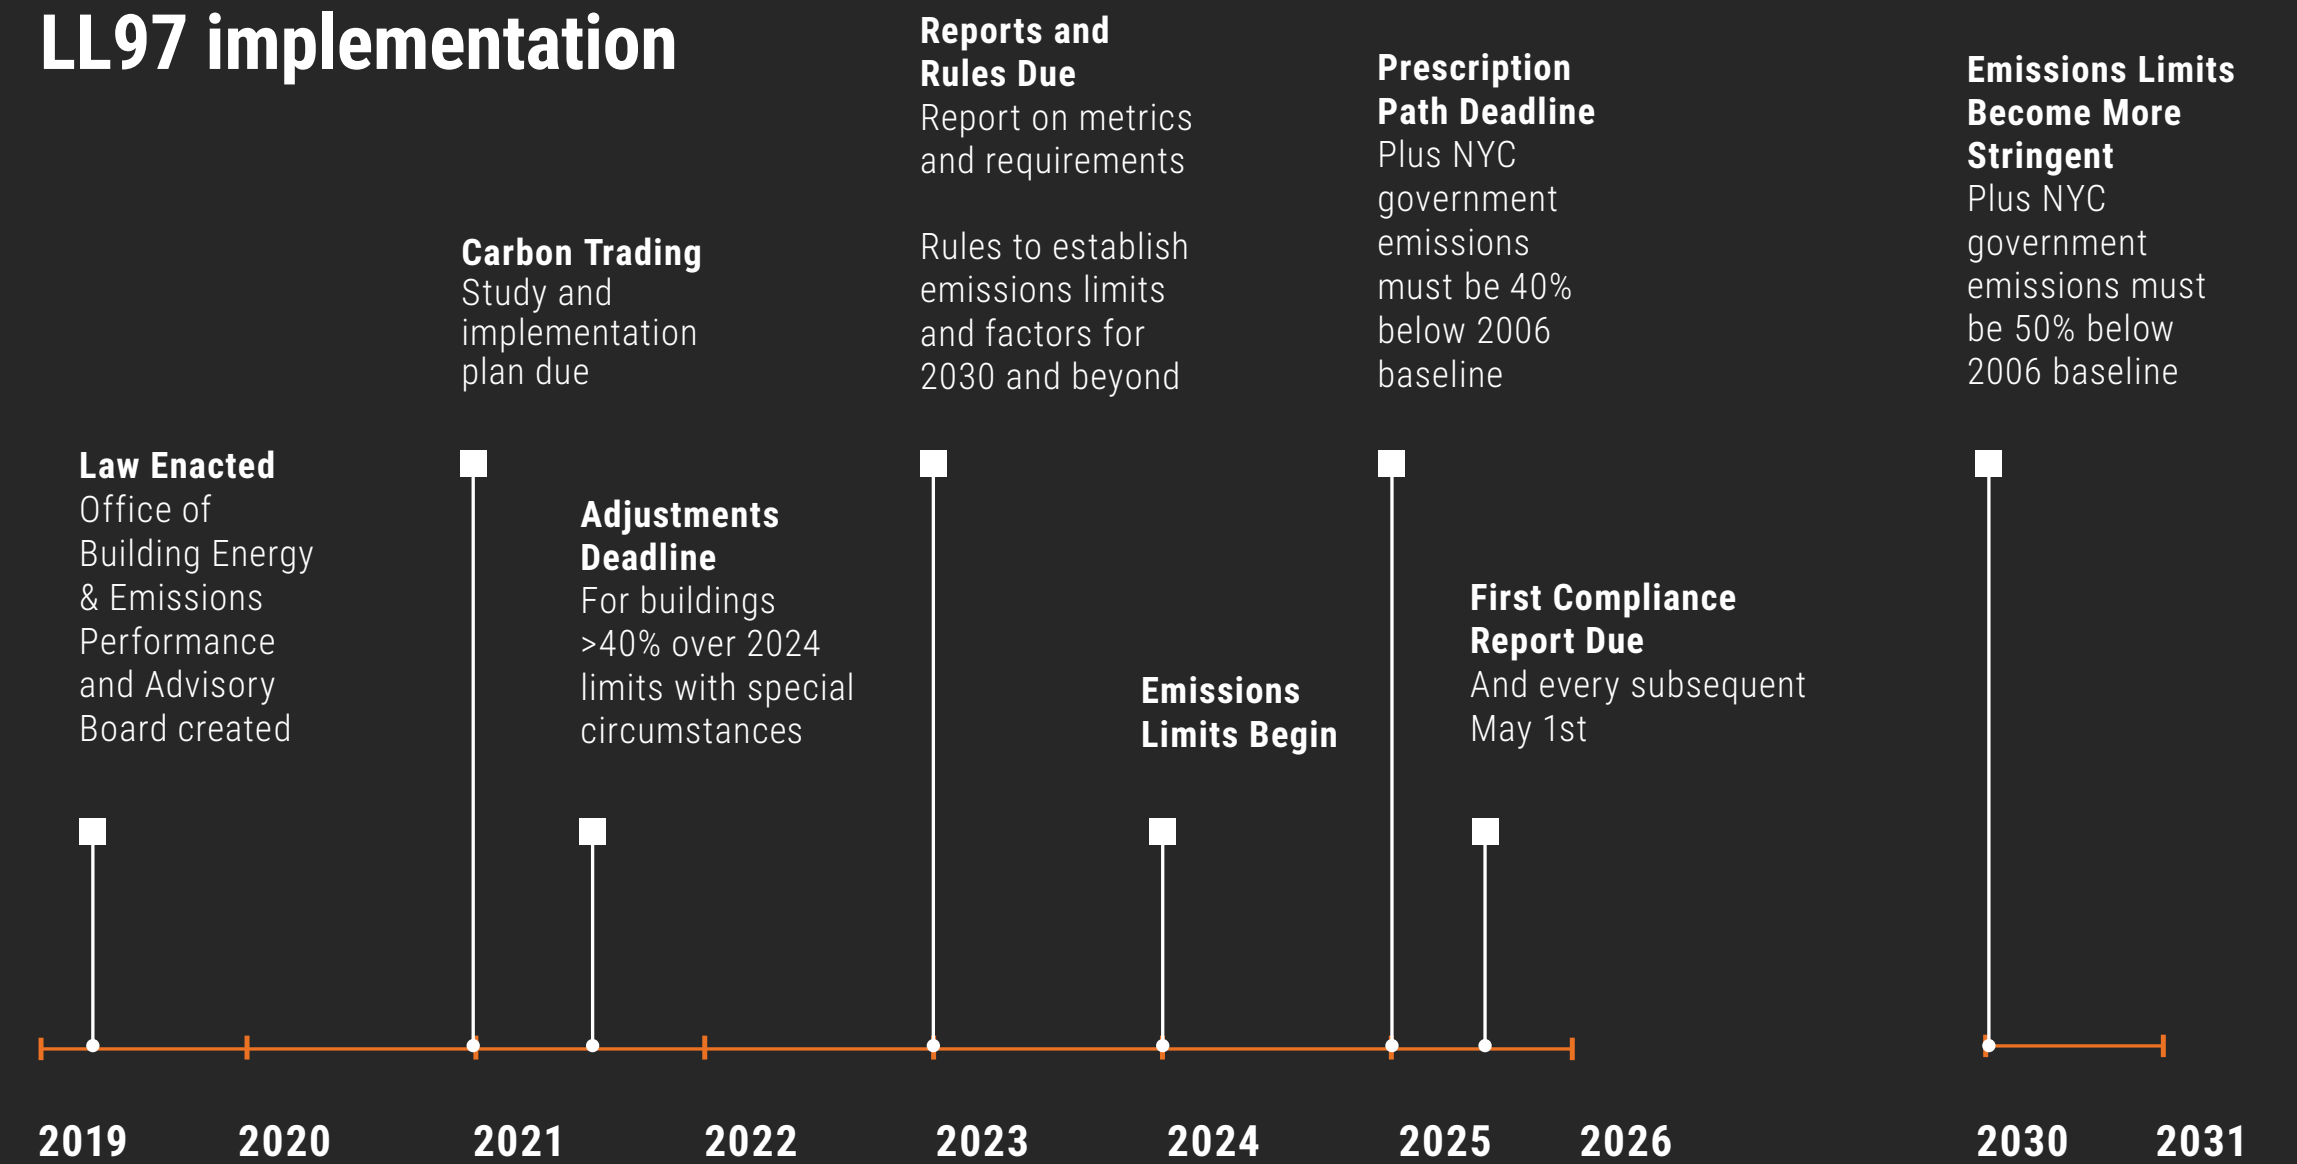 LL97 implementation
Law Enacted
Office of
Building Energy
& Emissions
Performance
and Advisory
Board created
Carbon Trading
Study and
implementation
plan due
Adjustments
Deadline
For buildings
>40% over 2024
limits with special
circumstances
Reports and
Rules Due
Report on metrics
and requirements
Rules to establish
emissions limits
and factors for
2030 and beyond
Emissions
Limits Begin
Prescription
Path Deadline
Plus NYC
government
emissions
must be 40%
below 2006
baseline
First Compliance
Report Due
And every subsequent
May 1st
Emissions Limits
Become More
Stringent
Plus NYC
government
emissions must
be 50% below
2006 baseline
2019 2020 2021 2022 2023 2024 2025 2026 2030 2031